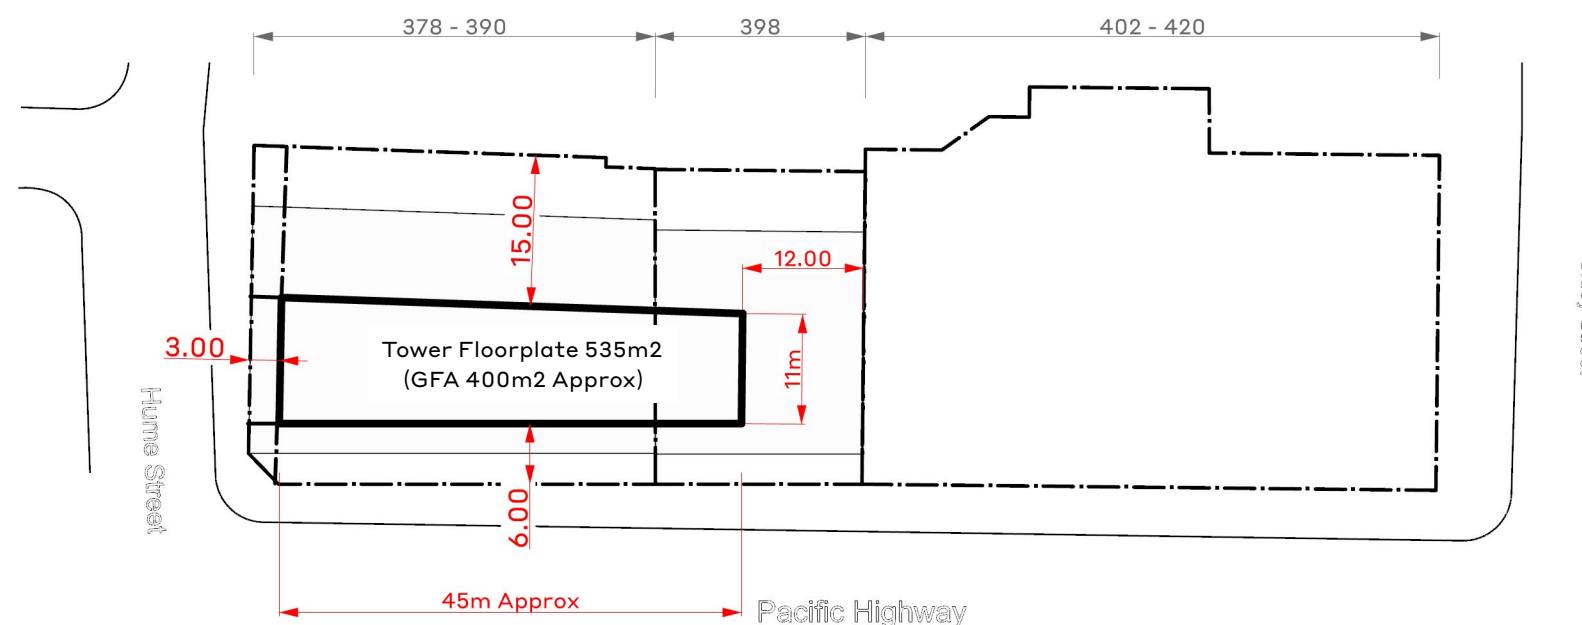 378 - 390
398
402 - 420
15.00
12.00
3.00
Tower Floorplate 535m2
(GFA 400m2 Approx)
11m
Hume Street
6.00
45m Approx
Pacific Highway